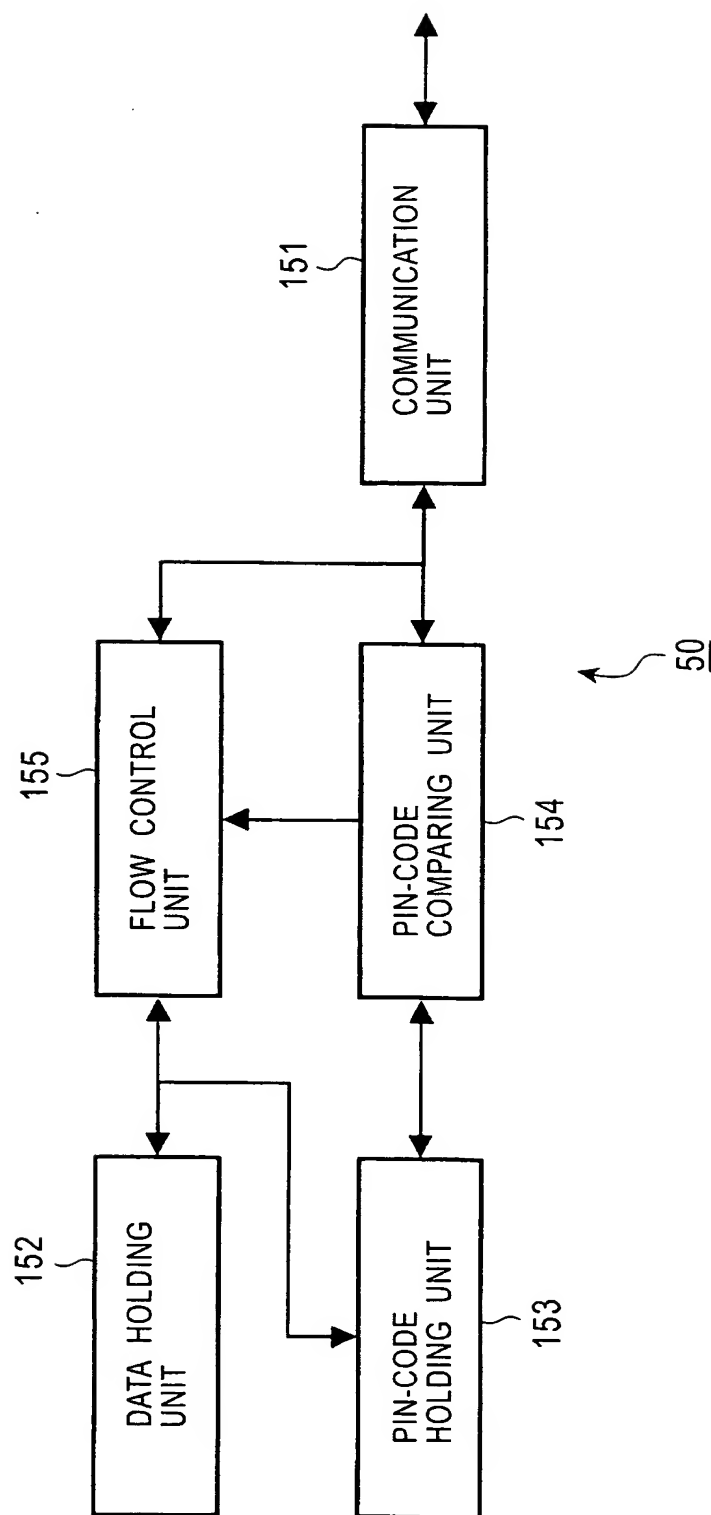 152
DATA HOLDING
UNIT
155
FLOW CONTROL
UNIT
151
COMMUNICATION
UNIT
PIN-CODE
HOLDING UNIT
153
PIN-CODE
COMPARING UNIT
154
50